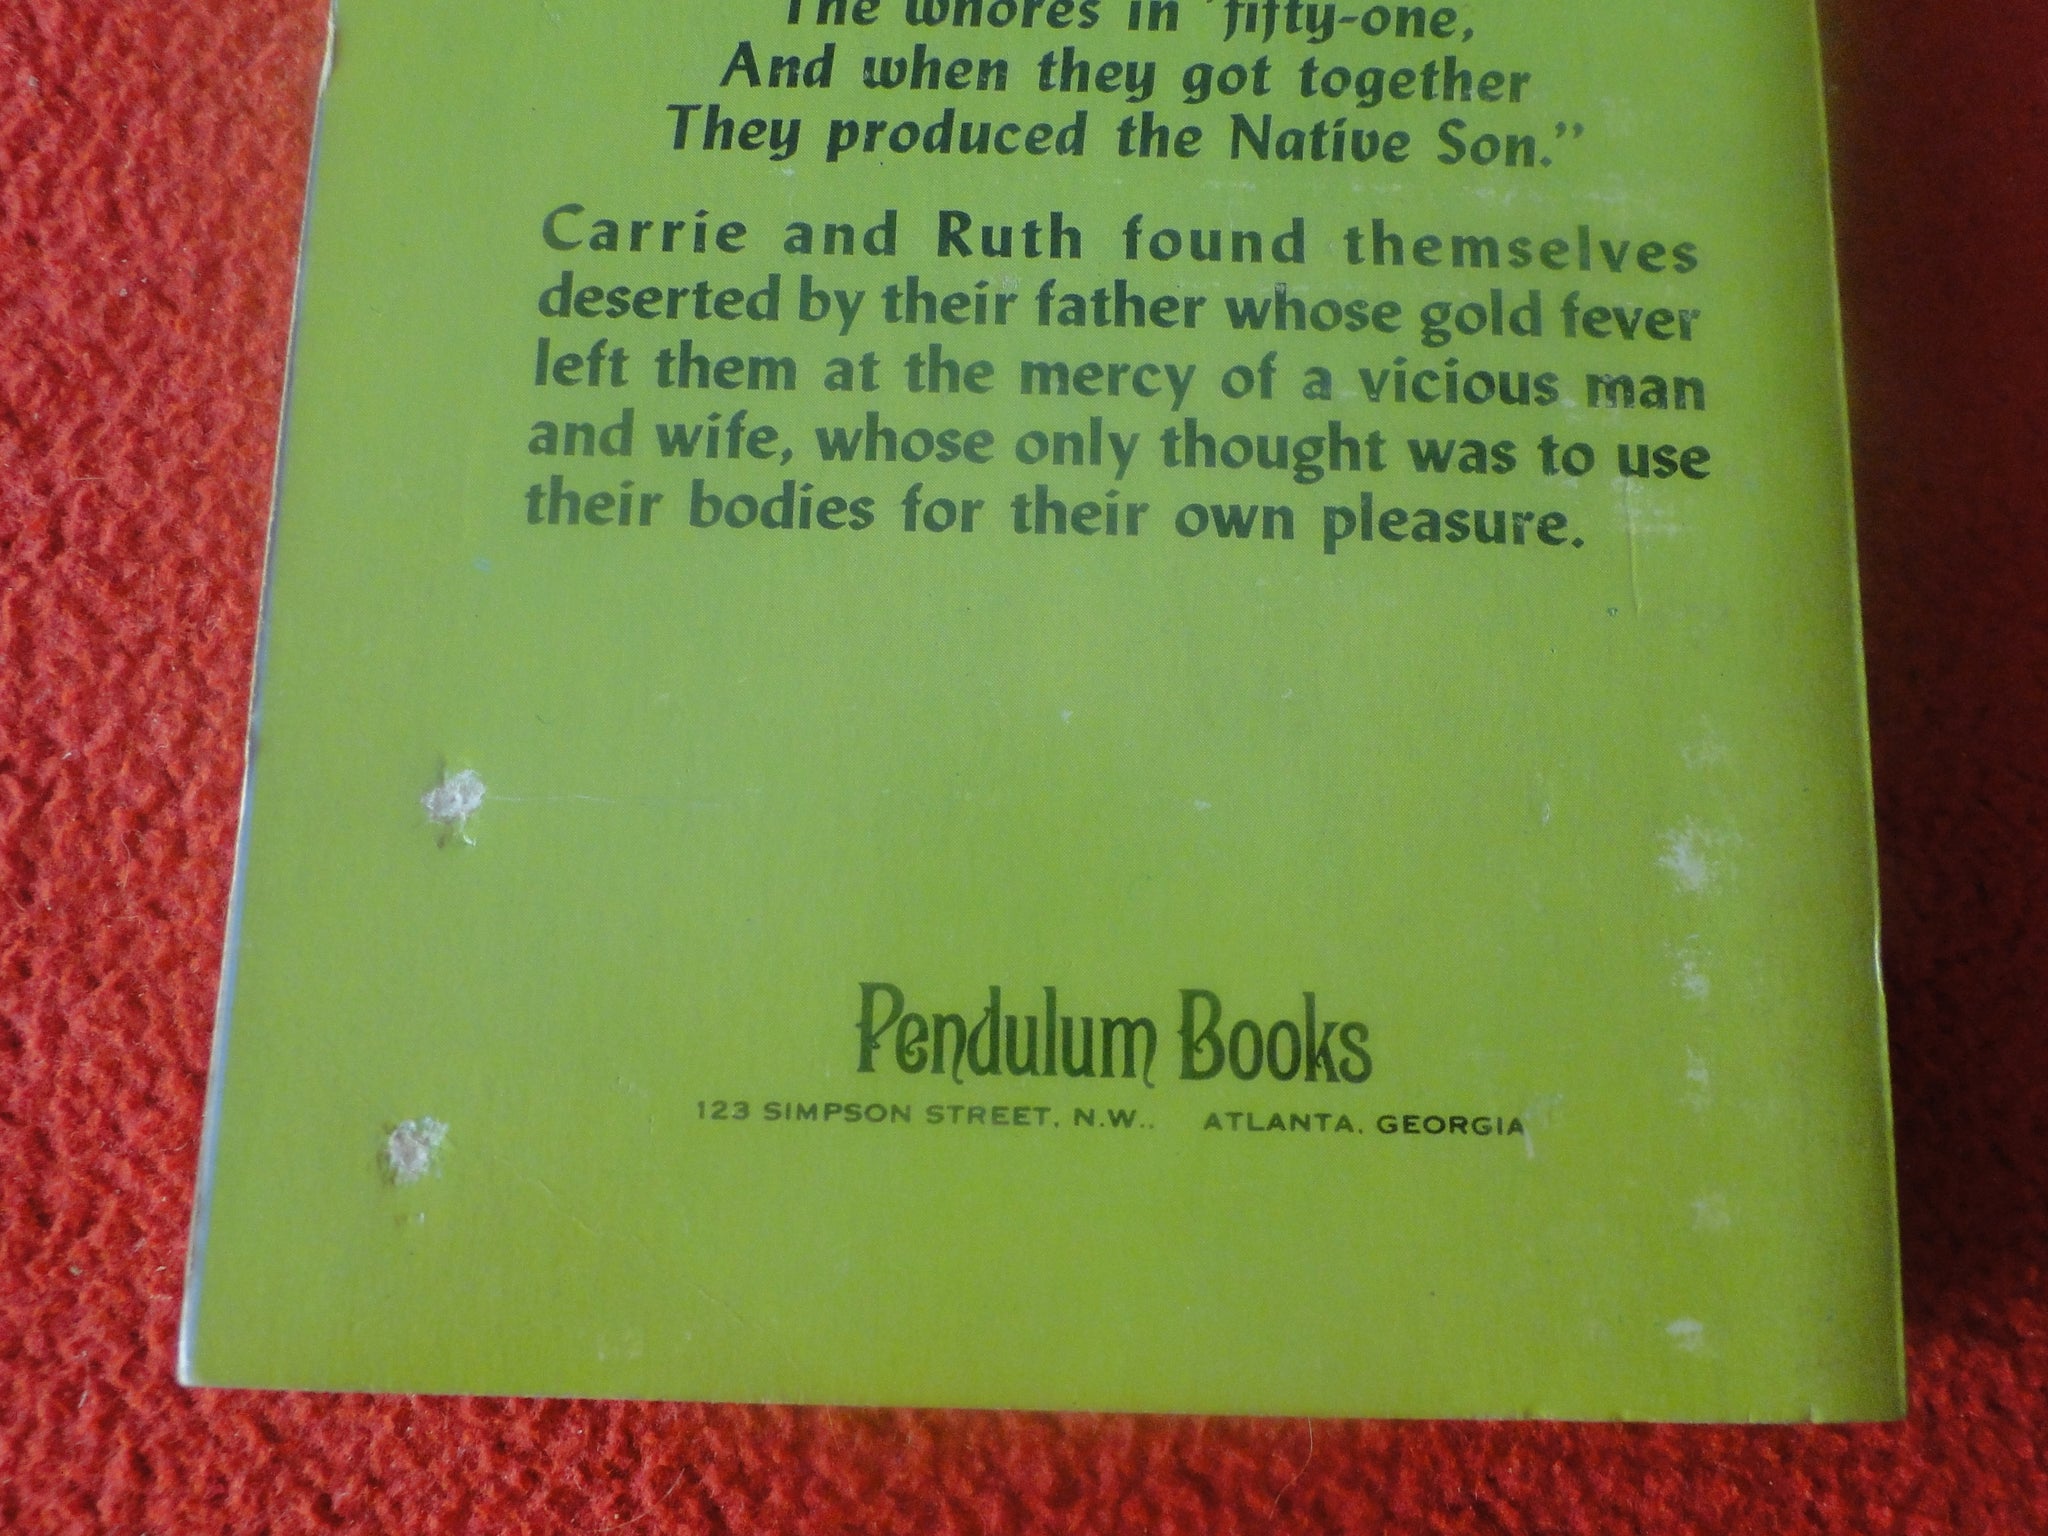 The whores in 'fifty-one,
And when they got together
They produced the Native Son.”
Carrie and Ruth found themselves
deserted by their father whose gold fever
left them at the mercy of a vicious man
and wife, whose only thought was to use
their bodies for their own pleasure.
Pendulum Books
123 SIMPSON STREET, N.W.. ATLANTA. GEORGIA